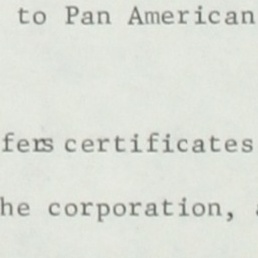 to Pan American
fers certificates
he corporation,